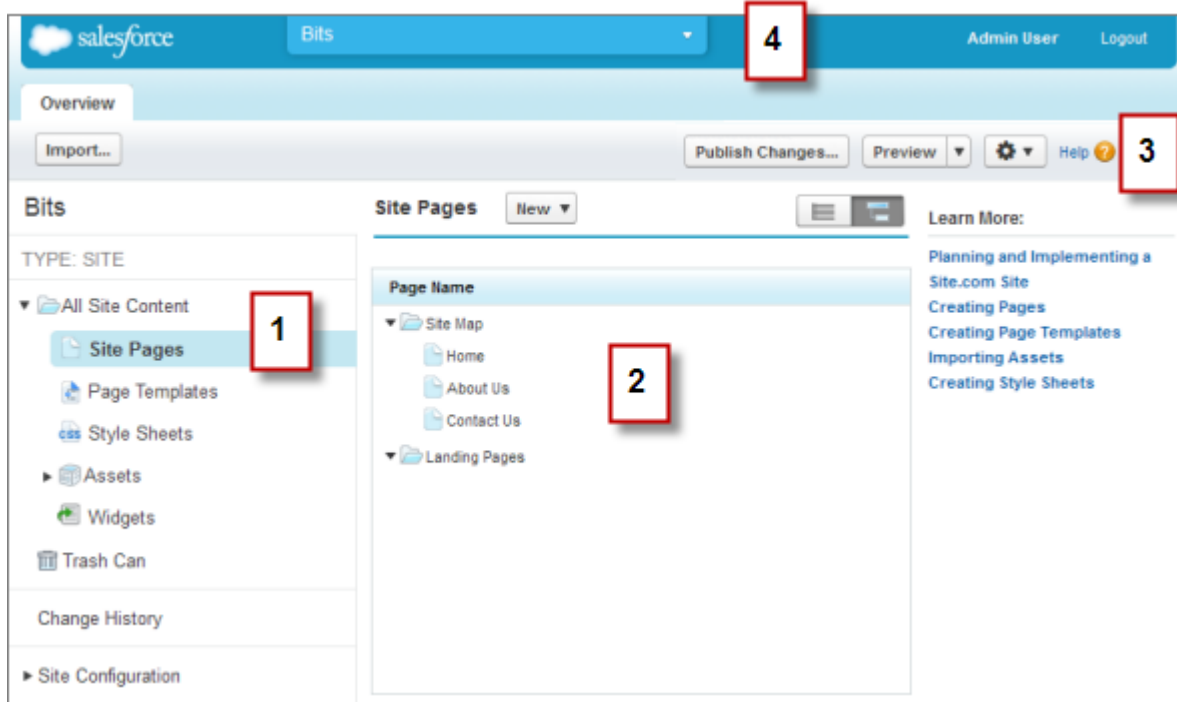 salesforce
Bits
4
Admin User
Logout
Overview
Import...
Publish Changes...
Preview
Help ?
3
Bits
TYPE: SITE
All Site Content
1
Site Pages
Page Templates
css Style Sheets
Assets
Widgets
Trash Can
Change History
Site Configuration
Site Pages
New
Page Name
Site Map
Home
About Us
Contact Us
Landing Pages
2
Learn More:
Planning and Implementing a
Site.com Site
Creating Pages
Creating Page Templates
Importing Assets
Creating Style Sheets